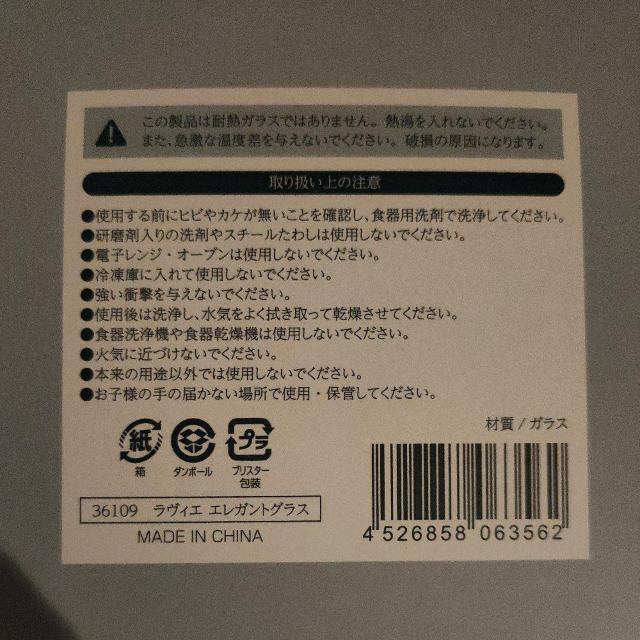 この製品は耐熱ガラスではありません。熱湯を入れないでください。
また、急激な温度差を与えないでください。破損の原因になります。
取り扱い上の注意
●使用する前にヒビやカケが無いことを確認し、食器用洗剤で洗浄してください。
●研磨剤入りの洗剤やスチールたわしは使用しないでください。
●電子レンジ・オーブンは使用しないでください。
●冷凍庫に入れて使用しないでください。
●強い衝撃を与えないでください。
●使用後は洗浄し、水気をよく拭き取って乾燥させてください。
●食器洗浄機や食器乾燥機は使用しないでください。
●火気に近づけないでください。
●本来の用途以外では使用しないでください。
●お子様の手の届かない場所で使用・保管してください。
材質 / ガラス
紙
プラ
箱
ダンボール
ブリスター
包装
36109 ラヴィエ エレガントグラス
MADE IN CHINA
4 526858 063562